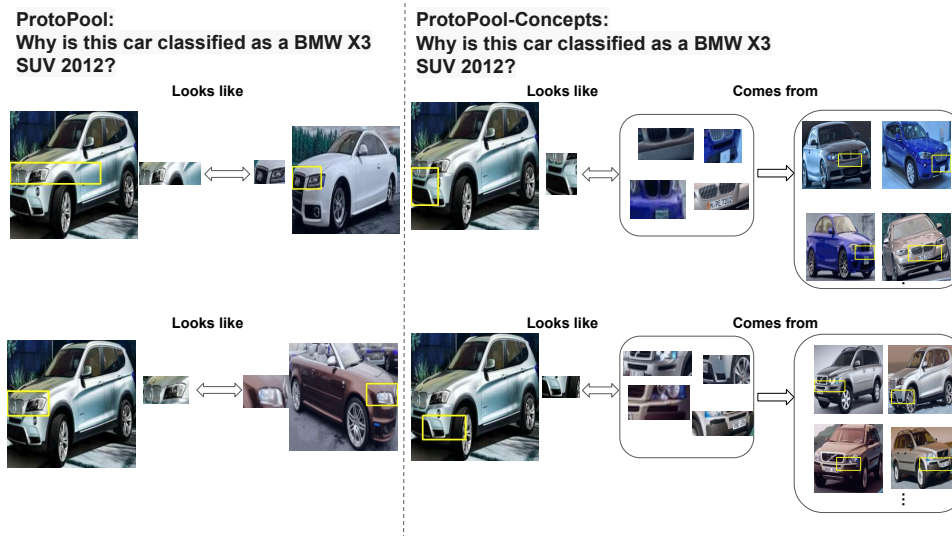 ProtoPool:
Why is this car classified as a BMW X3
SUV 2012?
Looks like
Looks like
ProtoPool-Concepts:
Why is this car classified as a BMW X3
SUV 2012?
Looks like
Comes from
Looks like
Comes from